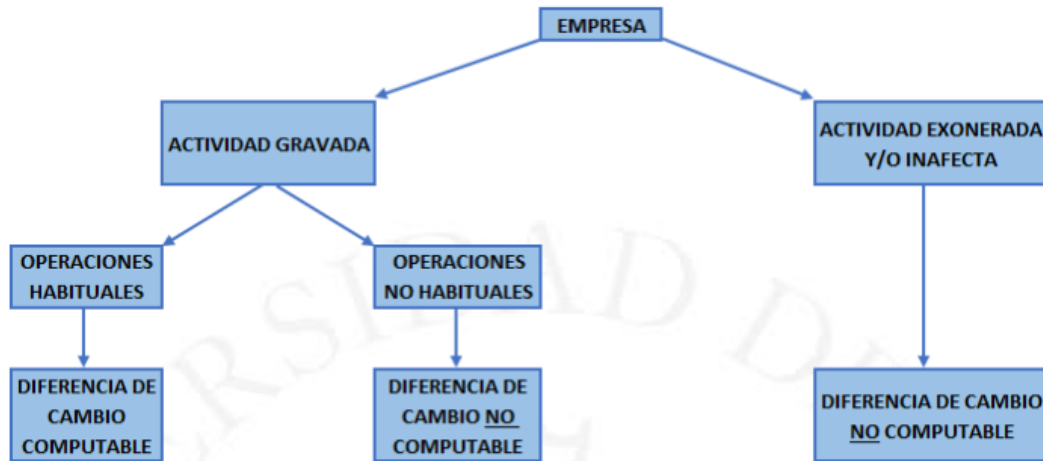 EMPRESA
ACTIVIDAD GRAVADA
ACTIVIDAD EXONERADA
Y/O INAFECTA
OPERACIONES
HABITUALES
OPERACIONES
NO HABITUALES
DIFERENCIA DE
CAMBIO
COMPUTABLE
DIFERENCIA DE
CAMBIO NO
COMPUTABLE
DIFERENCIA DE CAMBIO
NO COMPUTABLE